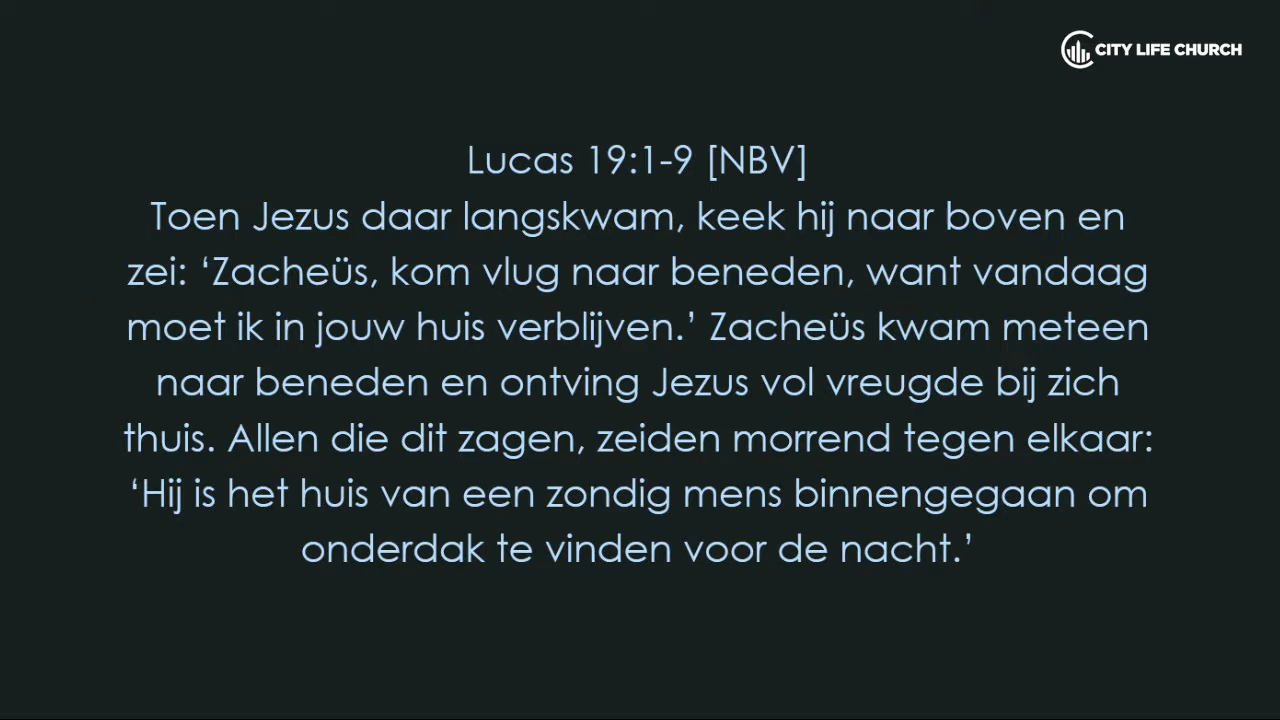 CITY LIFE CHURCH
Lucas 19:1-9 [NBV]
Toen Jezus daar langskwam, keek hij naar boven en
zei: ‘Zacheüs, kom vlug naar beneden, want vandaag
moet ik in jouw huis verblijven.’ Zacheüs kwam meteen
naar beneden en ontving Jezus vol vreugde bij zich
thuis. Allen die dit zagen, zeiden morrend tegen elkaar:
‘Hij is het huis van een zondig mens binnengegaan om
onderdak te vinden voor de nacht.’